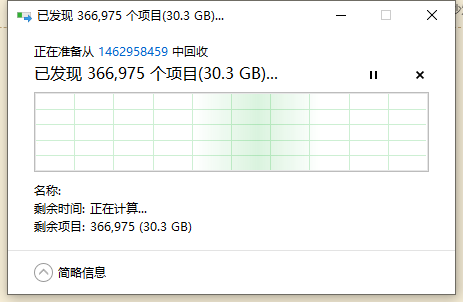 已发现 366,975 个项目(30.3 GB)...
正在准备从 1462958459 中回收
已发现 366,975 个项目(30.3 GB)...
名称:
剩余时间: 正在计算...
剩余项目: 366,975 (30.3 GB)
简略信息